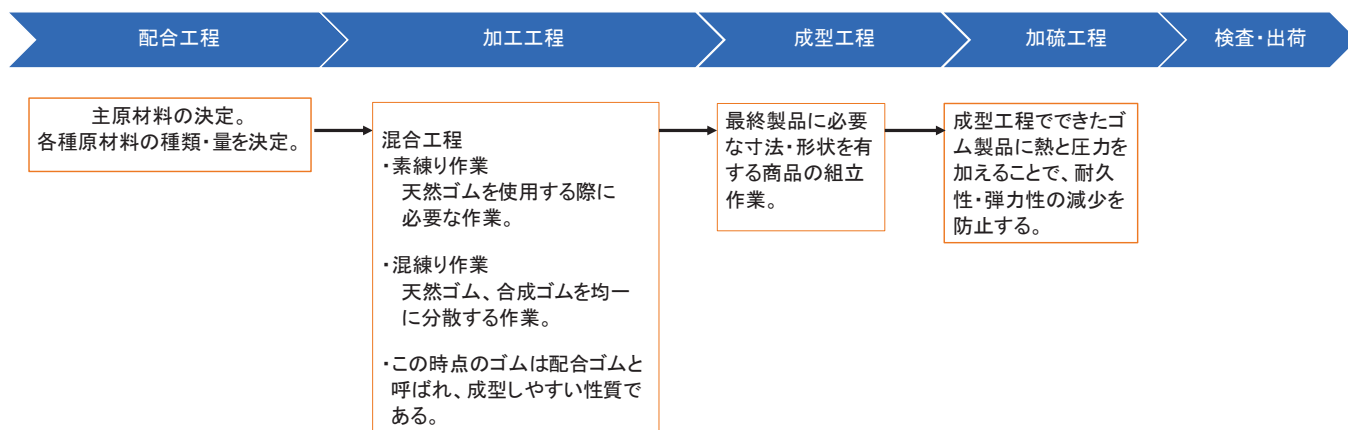 配合工程
加工工程
成型工程
加硫工程
検査・出荷
主原材料の決定。
各種原材料の種類・量を決定。
混合工程
・素練り作業
天然ゴムを使用する際に
必要な作業。
・混練り作業
天然ゴム、合成ゴムを均一
に分散する作業。
・この時点のゴムは配合ゴムと
呼ばれ、成型しやすい性質で
ある。
最終製品に必要
な寸法・形状を有
する商品の組立
作業。
成型工程でできたゴ
ム製品に熱と圧力を
加えることで、耐久
性・弾力性の減少を
防止する。